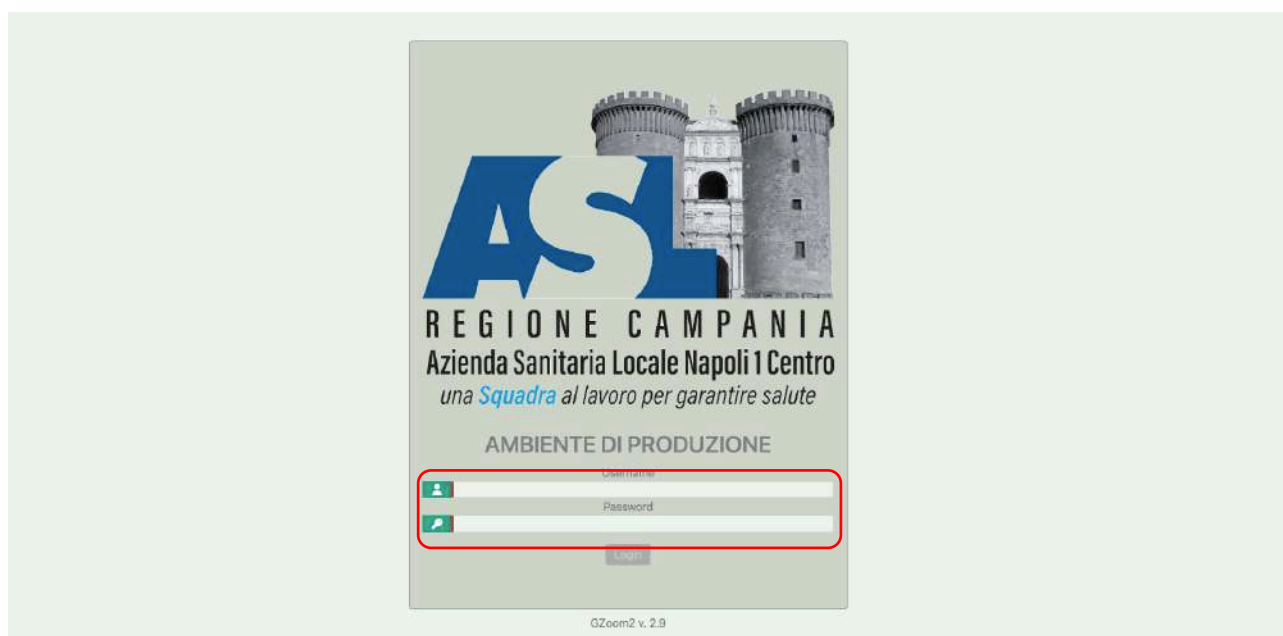 ASL
REGIONE CAMPANIA
Azienda Sanitaria Locale Napoli 1 Centro
una Squadra al lavoro per garantire salute
AMBIENTE DI PRODUZIONE
Username
Password
Login
GZoom2 v. 2.9